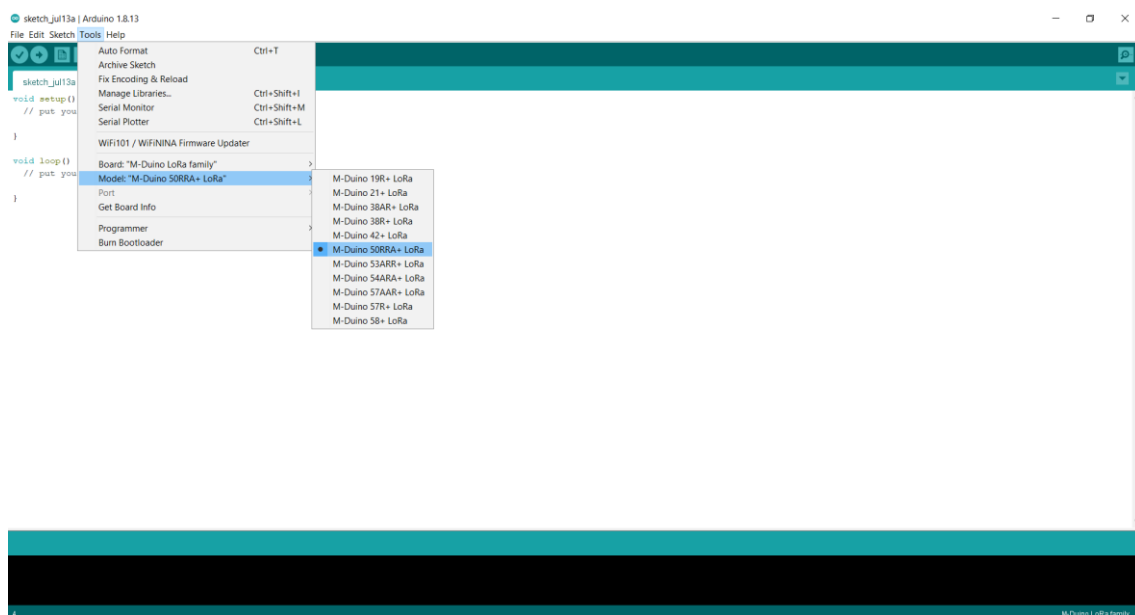 sketch_jul13a | Arduino 1.8.13
File Edit Sketch Tools Help
sketch_jul13a
void setup()
// put you
}
void loop()
// put you
}
Auto Format Ctrl+T
Archive Sketch
Fix Encoding & Reload
Manage Libraries... Ctrl+Shift+I
Serial Monitor Ctrl+Shift+M
Serial Plotter Ctrl+Shift+L
WiFi101 / WiFiNINA Firmware Updater
Board: "M-Duino LoRa family"
Model: "M-Duino 50RRA+ LoRa"
Port
Get Board Info
Programmer
Burn Bootloader
M-Duino 19R+ LoRa
M-Duino 21+ LoRa
M-Duino 38AR+ LoRa
M-Duino 38R+ LoRa
M-Duino 42+ LoRa
M-Duino 50RRA+ LoRa
M-Duino 53ARR+ LoRa
M-Duino 54ARA+ LoRa
M-Duino 57AAR+ LoRa
M-Duino 57R+ LoRa
M-Duino 58+ LoRa
M-Duino LoRa family